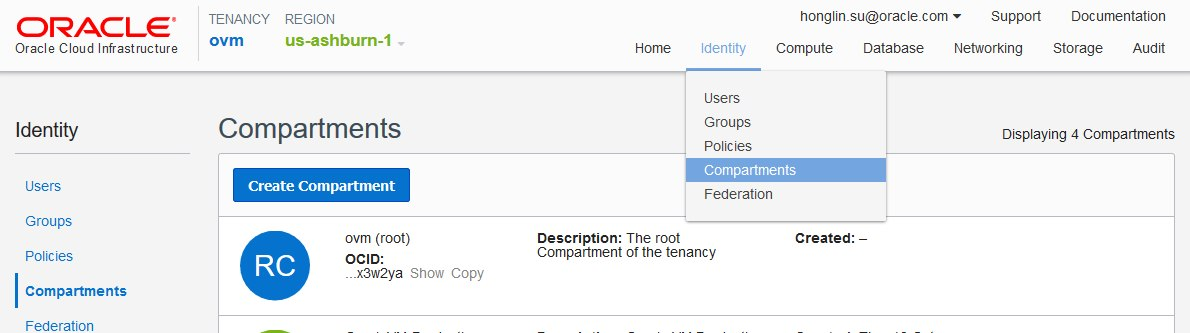 ORACLE®
Oracle Cloud Infrastructure
TENANCY
ovm
REGION
us-ashburn-1
honglin.su@oracle.com Support Documentation
Home Identity Compute Database Networking Storage Audit
Users
Groups
Policies
Compartments
Federation
Identity
Users
Groups
Policies
Compartments
Federation
Compartments
Displaying 4 Compartments
Create Compartment
RC
ovm (root)
OCID:
...x3w2ya Show Copy
Description: The root
Compartment of the tenancy
Created: –